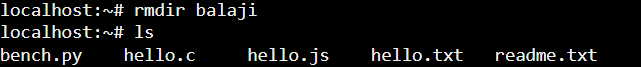 localhost:~# rmdir balaji
localhost:~# ls
bench.py hello.c hello.js hello.txt readme.txt